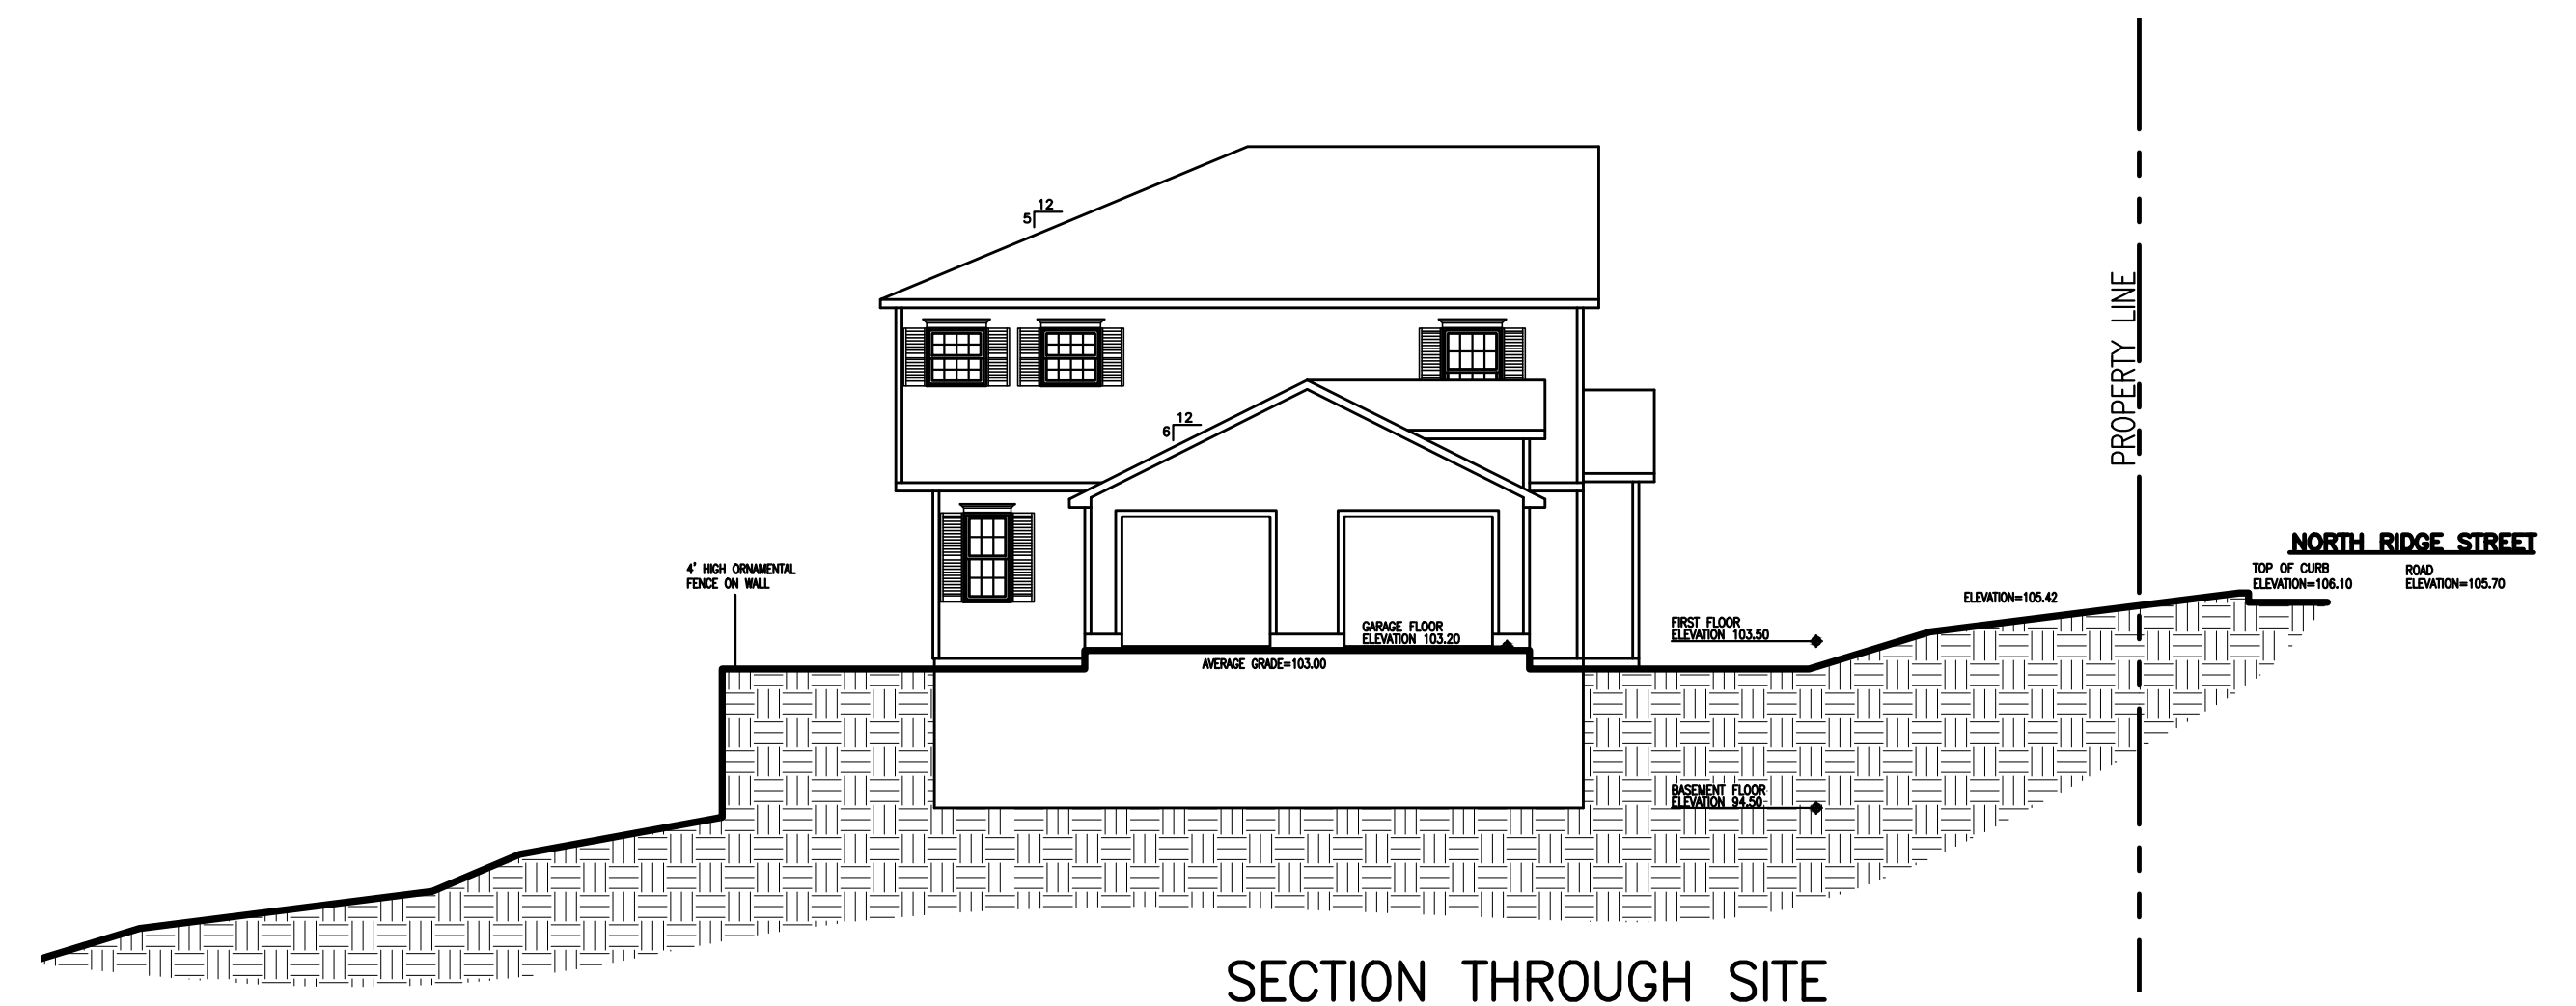 12
5
PROPERTY LINE
12
6
NORTH RIDGE STREET
TOP OF CURB
ELEVATION=106.10
ROAD
ELEVATION=105.70
4' HIGH ORNAMENTAL
FENCE ON WALL
ELEVATION=105.42
GARAGE FLOOR
ELEVATION 103.20
FIRST FLOOR
ELEVATION 103.50
AVERAGE GRADE=103.00
BASEMENT FLOOR
ELEVATION 94.50
SECTION THROUGH SITE